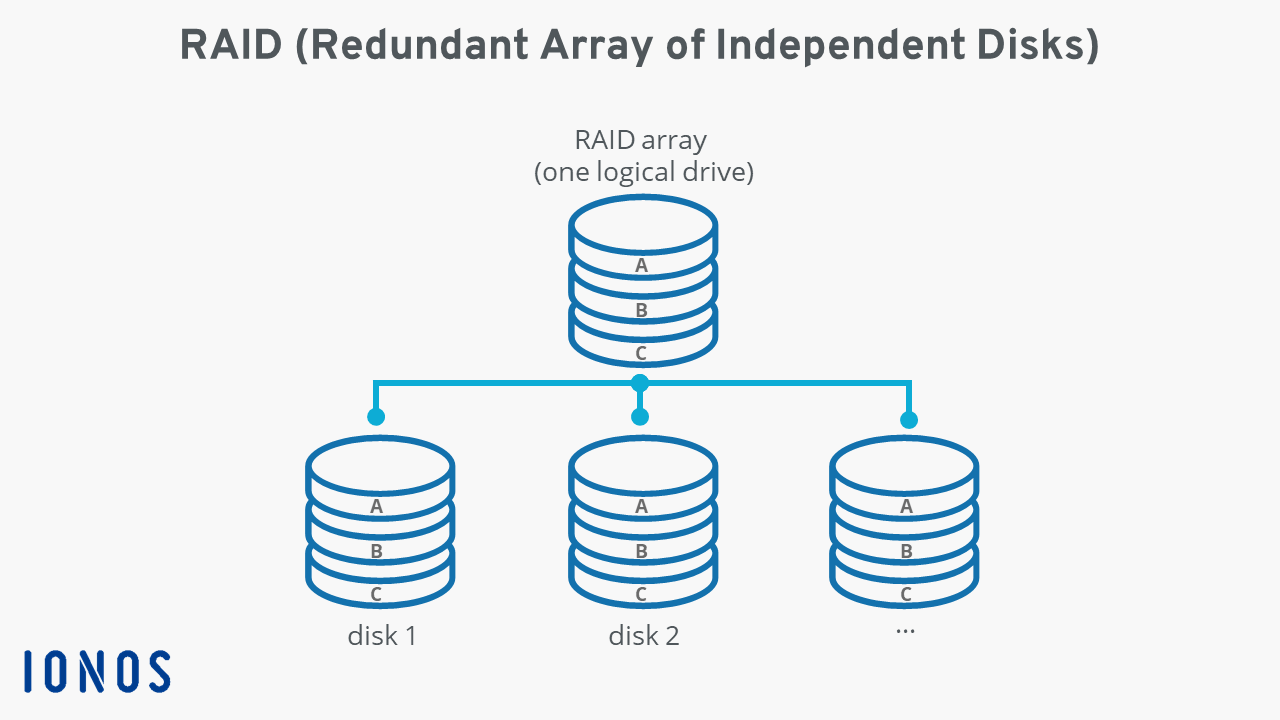 RAID (Redundant Array of Independent Disks)
RAID array
(one logical drive)
A
B
C
A
B
C
A
B
C
A
B
C
disk 1
disk 2
...
IONOS